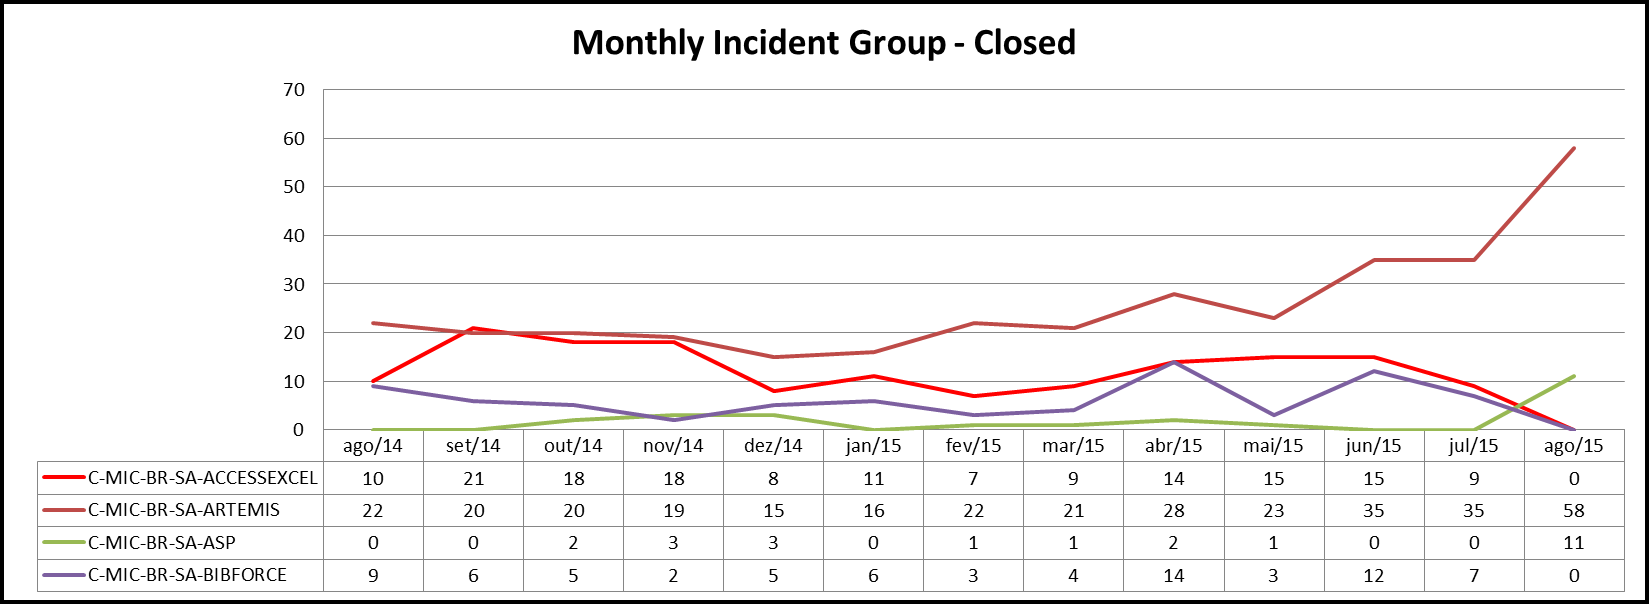 Monthly Incident Group - Closed
70
60
50
40
30
20
10
0
ago/14 set/14 out/14 nov/14 dez/14 jan/15 fev/15 mar/15 abr/15 mai/15 jun/15 jul/15 ago/15
C-MIC-BR-SA-ACCESSEXCEL 10 21 18 18 8 11 7 9 14 15 15 9 0
C-MIC-BR-SA-ARTEMIS 22 20 20 19 15 16 22 21 28 23 35 35 58
C-MIC-BR-SA-ASP 0 0 2 3 3 0 1 1 2 1 0 0 11
C-MIC-BR-SA-BIBFORCE 9 6 5 2 5 6 3 4 14 3 12 7 0